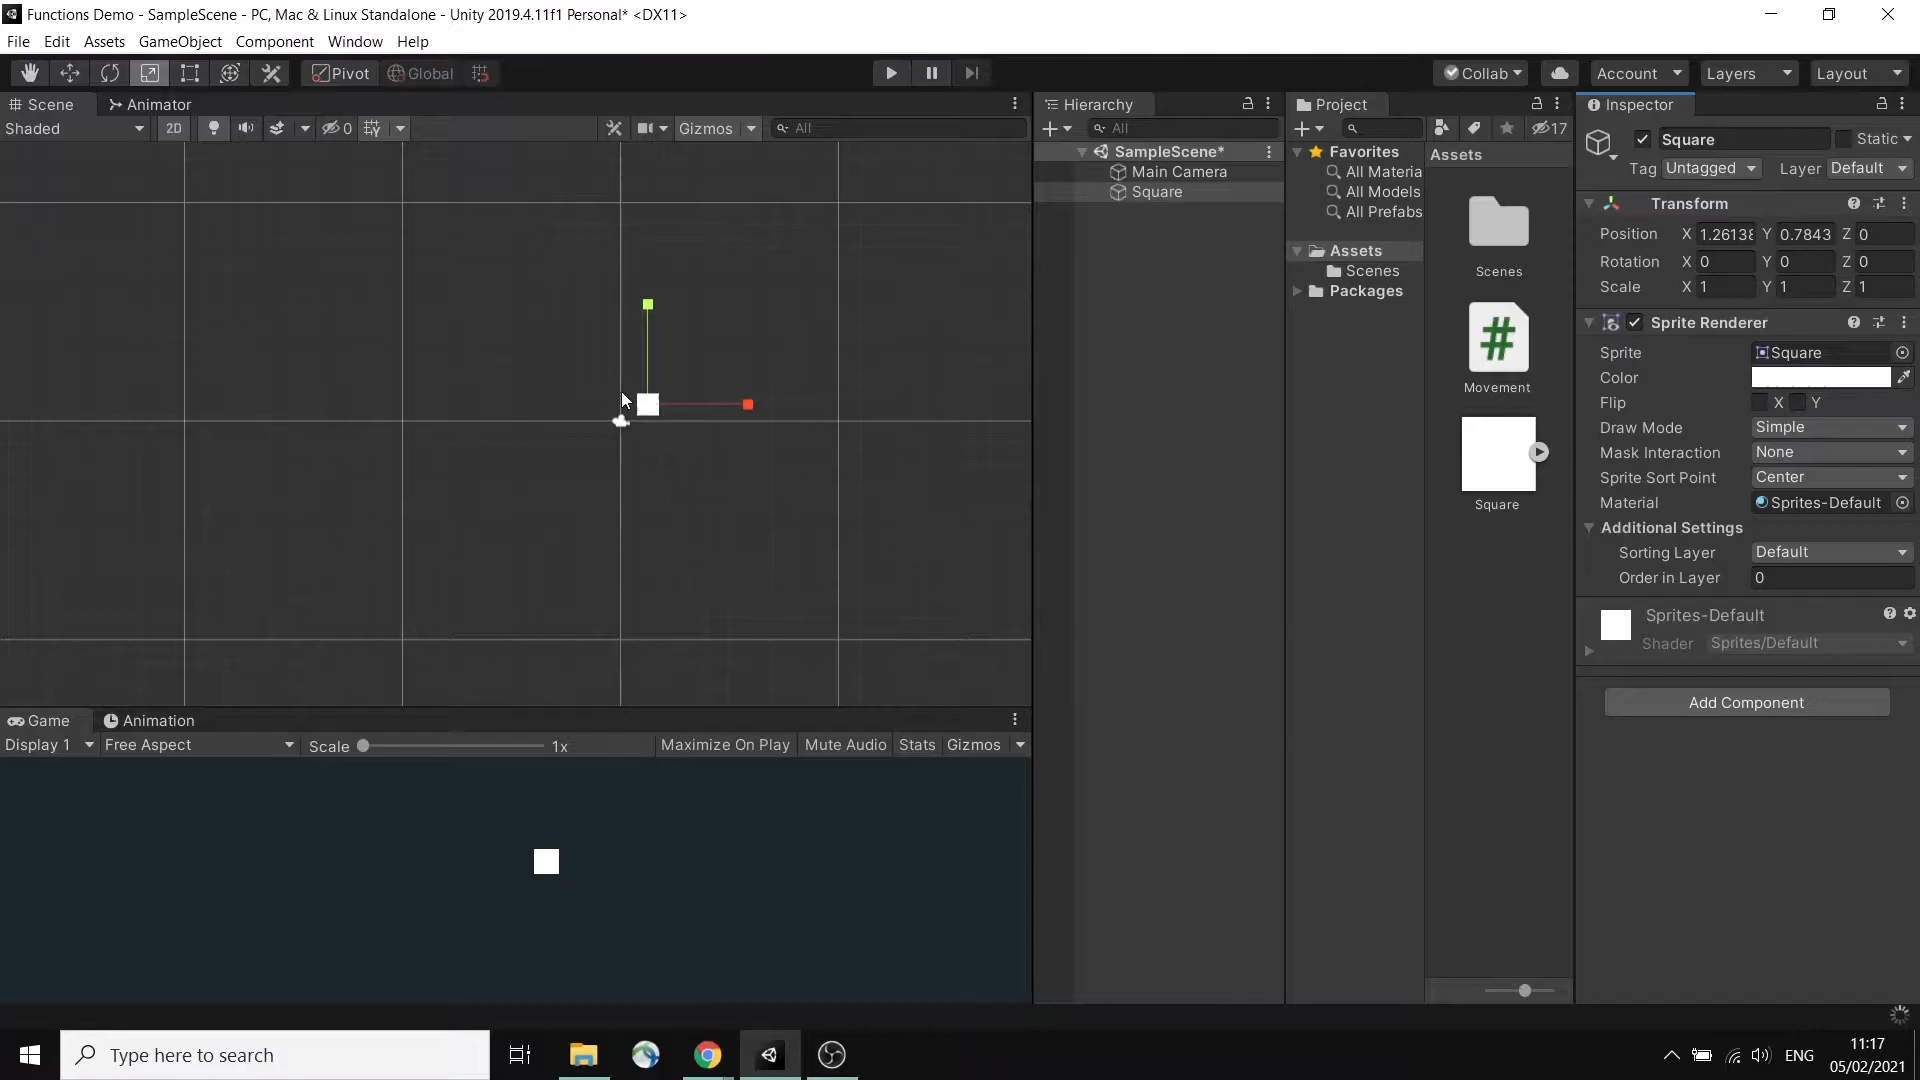 Functions Demo - SampleScene - PC, Mac & Linux Standalone - Unity 2019.4.11f1 Personal* <DX11>
File Edit Assets GameObject Component Window Help
Pivot Global Collab Account Layers Layout
Scene Animator
Shaded 2D 0 Gizmos All
Hierarchy
All
SampleScene*
Main Camera
Square
Project
17
Favorites
All Materia
All Models
All Prefabs
Assets
Scenes
Packages
Assets
Scenes
#
Movement
Square
Inspector
Square Static
Tag Untagged Layer Default
Transform
Position X 1.26138 Y 0.7843 Z 0
Rotation X 0 Y 0 Z 0
Scale X 1 Y 1 Z 1
Sprite Renderer
Sprite Square
Color
Flip X Y
Draw Mode Simple
Mask Interaction None
Sprite Sort Point Center
Material Sprites-Default
Additional Settings
Sorting Layer Default
Order in Layer 0
Sprites-Default
Shader Sprites/Default
Add Component
Game Animation
Display 1 Free Aspect Scale 1x Maximize On Play Mute Audio Stats Gizmos
Type here to search
ENG
11:17
05/02/2021